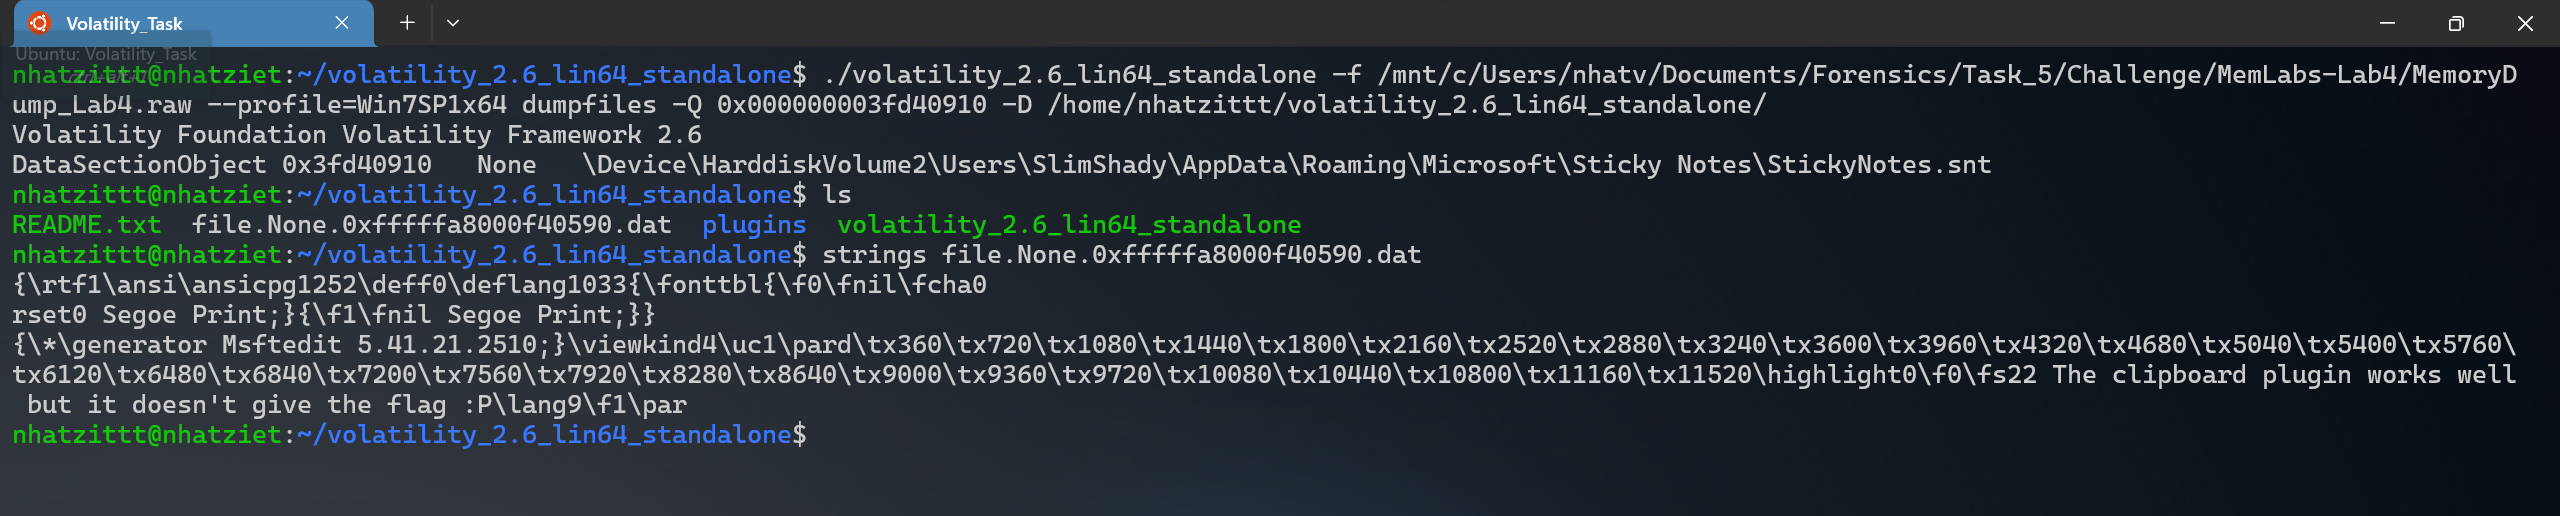 Volatility_Task
Ubuntu: Volatility_Task
nhatzittt@nhatziet:~/volatility_2.6_lin64_standalone$ ./volatility_2.6_lin64_standalone -f /mnt/c/Users/nhatv/Documents/Forensics/Task_5/Challenge/MemLabs-Lab4/MemoryD
ump_Lab4.raw --profile=Win7SP1x64 dumpfiles -Q 0x000000003fd40910 -D /home/nhatzittt/volatility_2.6_lin64_standalone/
Volatility Foundation Volatility Framework 2.6
DataSectionObject 0x3fd40910   None   \Device\HarddiskVolume2\Users\SlimShady\AppData\Roaming\Microsoft\Sticky Notes\StickyNotes.snt
nhatzittt@nhatziet:~/volatility_2.6_lin64_standalone$ ls
README.txt  file.None.0xfffffa8000f40590.dat  plugins  volatility_2.6_lin64_standalone
nhatzittt@nhatziet:~/volatility_2.6_lin64_standalone$ strings file.None.0xfffffa8000f40590.dat
{\rtf1\ansi\ansicpg1252\deff0\deflang1033{\fonttbl{\f0\fnil\fcha0
rset0 Segoe Print;}{\f1\fnil Segoe Print;}}
{\*\generator Msftedit 5.41.21.2510;}\viewkind4\uc1\pard\tx360\tx720\tx1080\tx1440\tx1800\tx2160\tx2520\tx2880\tx3240\tx3600\tx3960\tx4320\tx4680\tx5040\tx5400\tx5760\
tx6120\tx6480\tx6840\tx7200\tx7560\tx7920\tx8280\tx8640\tx9000\tx9360\tx9720\tx10080\tx10440\tx10800\tx11160\tx11520\highlight0\f0\fs22 The clipboard plugin works well
 but it doesn't give the flag :P\lang9\f1\par
nhatzittt@nhatziet:~/volatility_2.6_lin64_standalone$